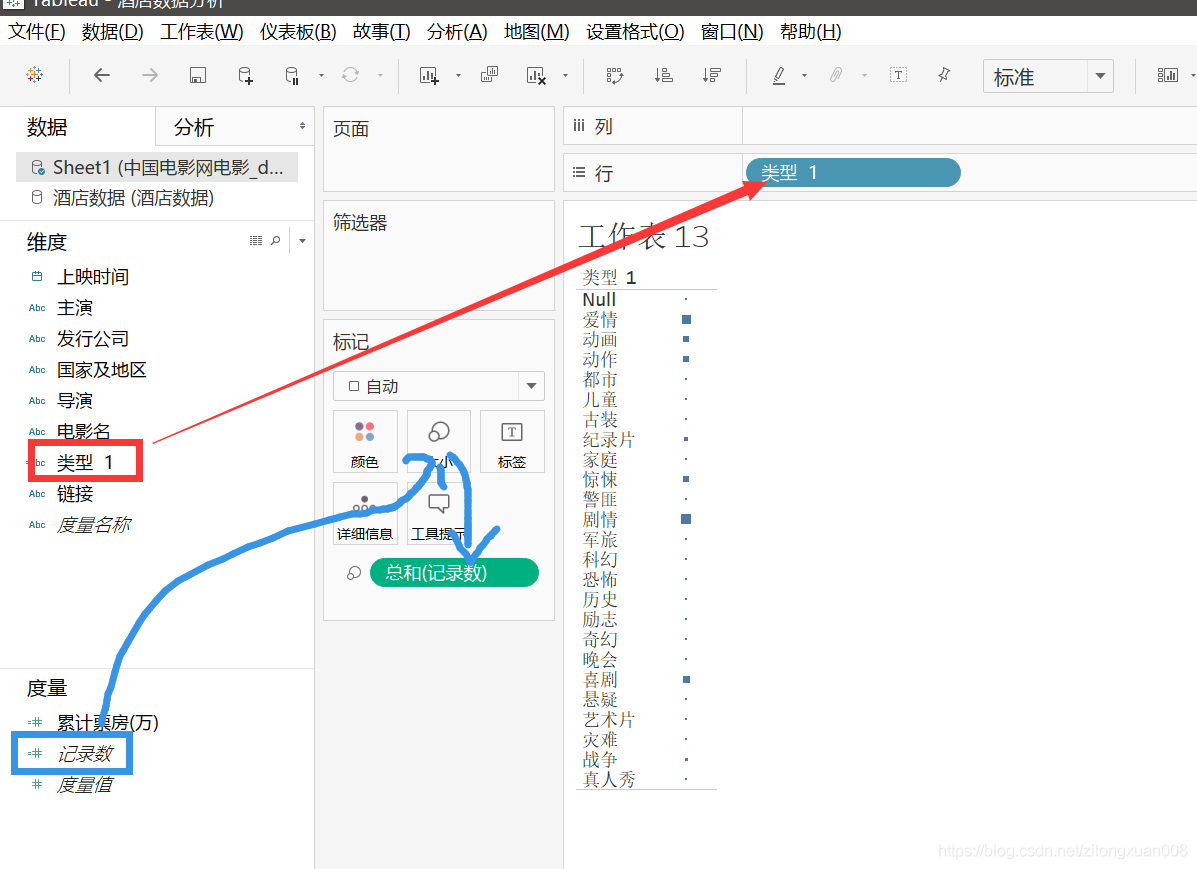 Tableau - 酒店数据分析
文件(F) 数据(D) 工作表(W) 仪表板(B) 故事(T) 分析(A) 地图(M) 设置格式(O) 窗口(N) 帮助(H)
标准
数据 分析
Sheet1 (中国电影网电影_d...
酒店数据 (酒店数据)
维度
上映时间
Abc 主演
Abc 发行公司
Abc 国家及地区
Abc 导演
Abc 电影名
Abc 类型 1
Abc 链接
Abc 度量名称
度量
累计票房(万)
记录数
度量值
页面
筛选器
标记
自动
颜色 大小 标签
详细信息 工具提示
总和(记录数)
列
行 类型 1
工作表 13
类型 1
Null
爱情
动画
动作
都市
儿童
古装
纪录片
家庭
惊悚
警匪
剧情
军旅
科幻
恐怖
历史
励志
奇幻
晚会
喜剧
悬疑
艺术片
灾难
战争
真人秀
https://blog.csdn.net/zilongxuan008